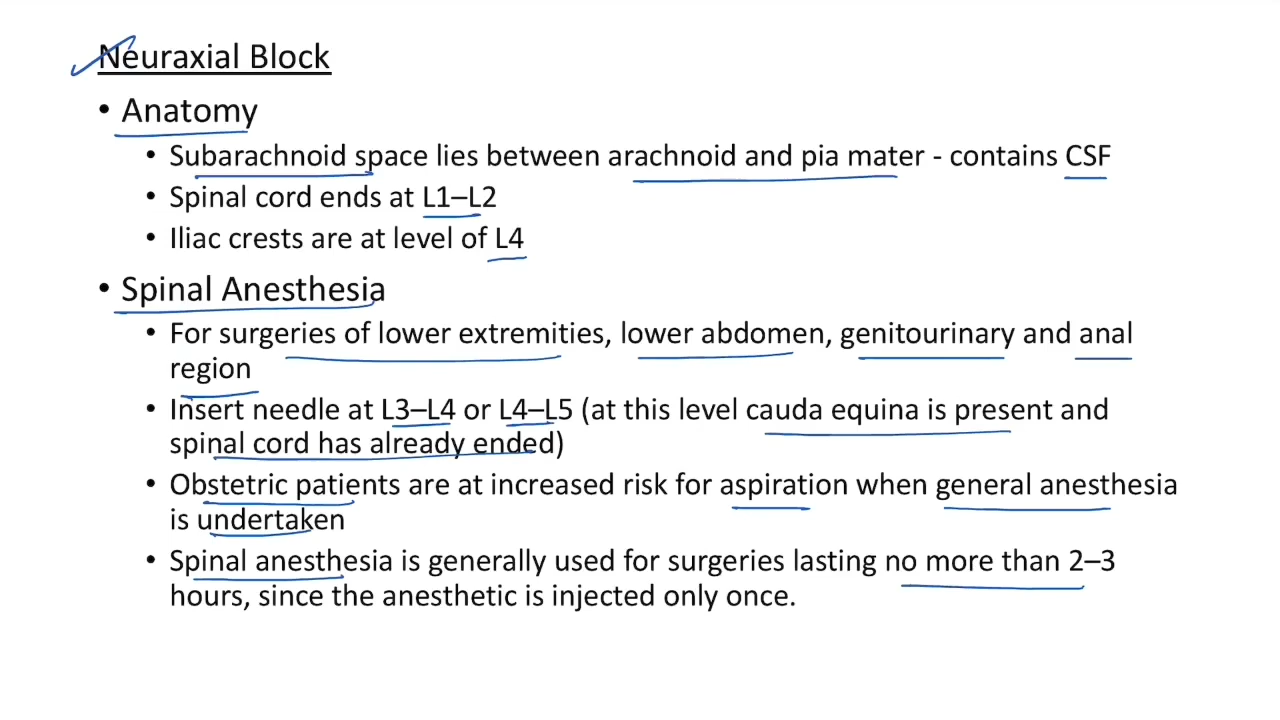 Neuraxial Block
• Anatomy
• Subarachnoid space lies between arachnoid and pia mater - contains CSF
• Spinal cord ends at L1–L2
• Iliac crests are at level of L4
• Spinal Anesthesia
• For surgeries of lower extremities, lower abdomen, genitourinary and anal
region
• Insert needle at L3–L4 or L4–L5 (at this level cauda equina is present and
spinal cord has already ended)
• Obstetric patients are at increased risk for aspiration when general anesthesia
is undertaken
• Spinal anesthesia is generally used for surgeries lasting no more than 2–3
hours, since the anesthetic is injected only once.